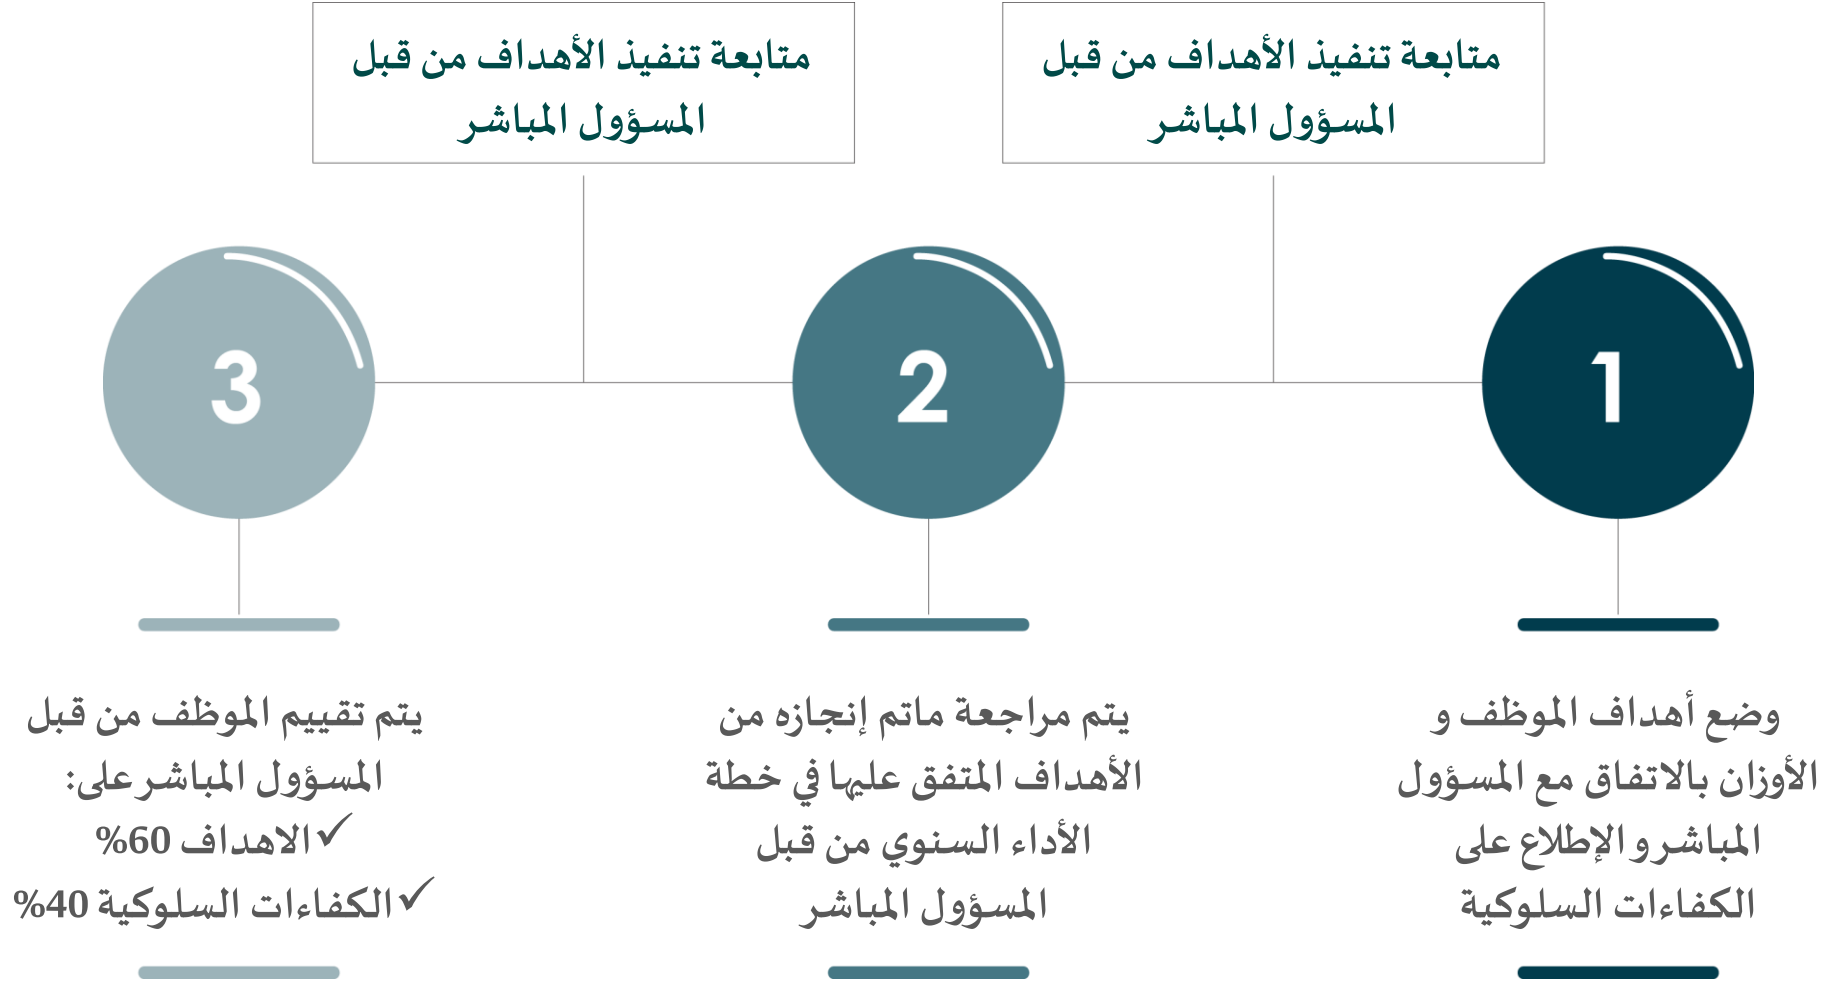 متابعة تنفيذ الأهداف من قبل
المسؤول المباشر
متابعة تنفيذ الأهداف من قبل
المسؤول المباشر
1
2
3
وضع أهداف الموظف و
الأوزان بالاتفاق مع المسؤول
المباشر و الإطلاع على
الكفاءات السلوكية
يتم مراجعة ماتم إنجازه من
الأهداف المتفق عليها في خطة
الأداء السنوي من قبل
المسؤول المباشر
يتم تقييم الموظف من قبل
المسؤول المباشر على:
✓الاهداف 60%
✓الكفاءات السلوكية 40%